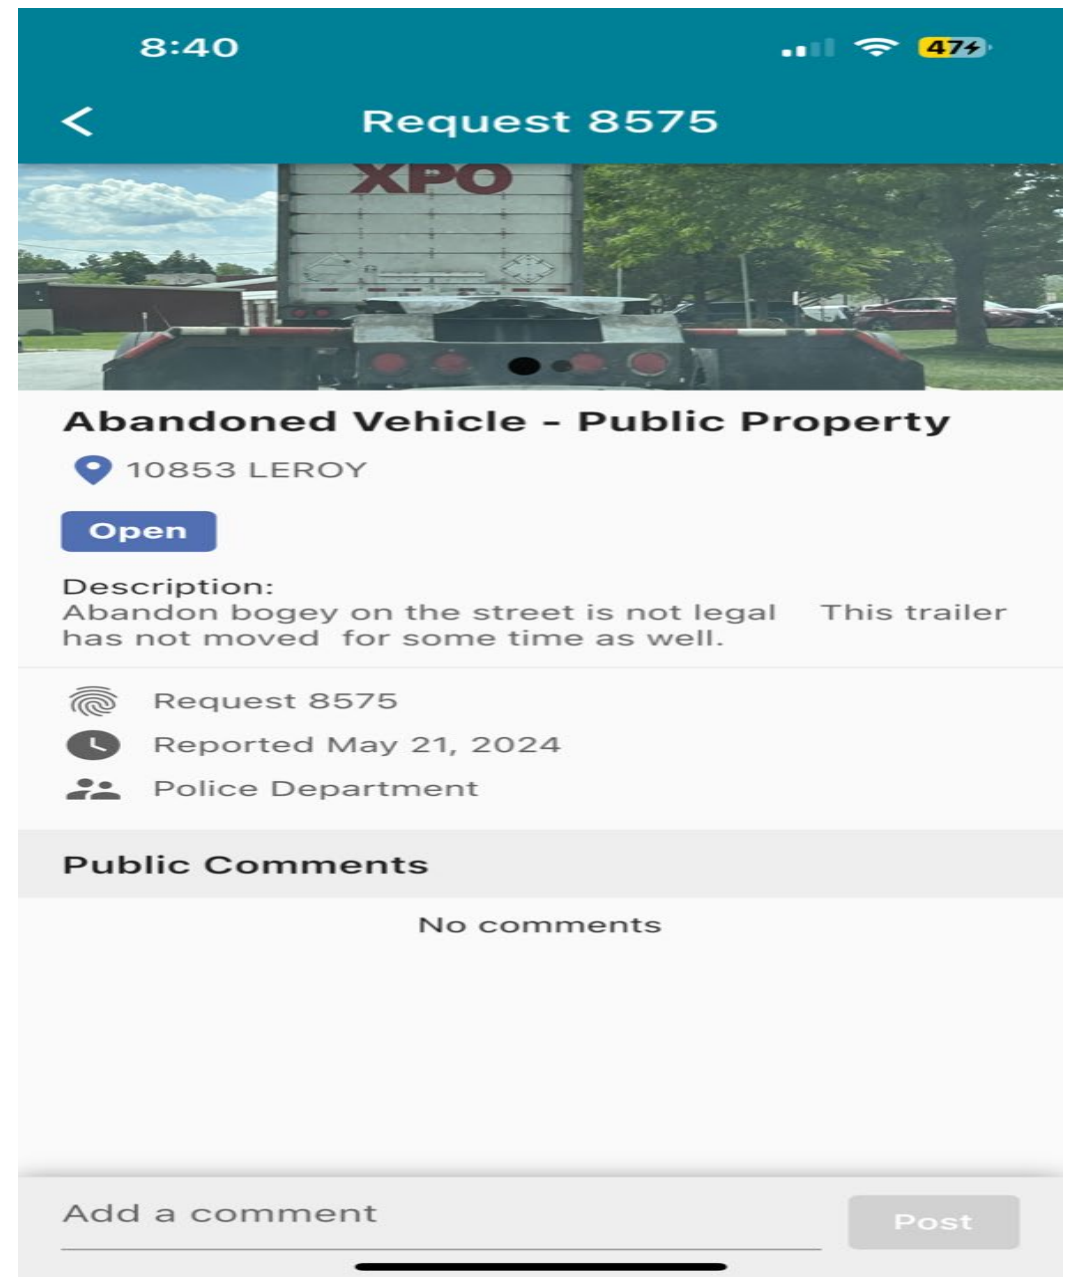 8:40
47
Request 8575
XPO
Abandoned Vehicle - Public Property
10853 LEROY
Open
Description:
Abandon bogey on the street is not legal    This trailer
has not moved  for some time as well.
Request 8575
Reported May 21, 2024
Police Department
Public Comments
No comments
Add a comment
Post